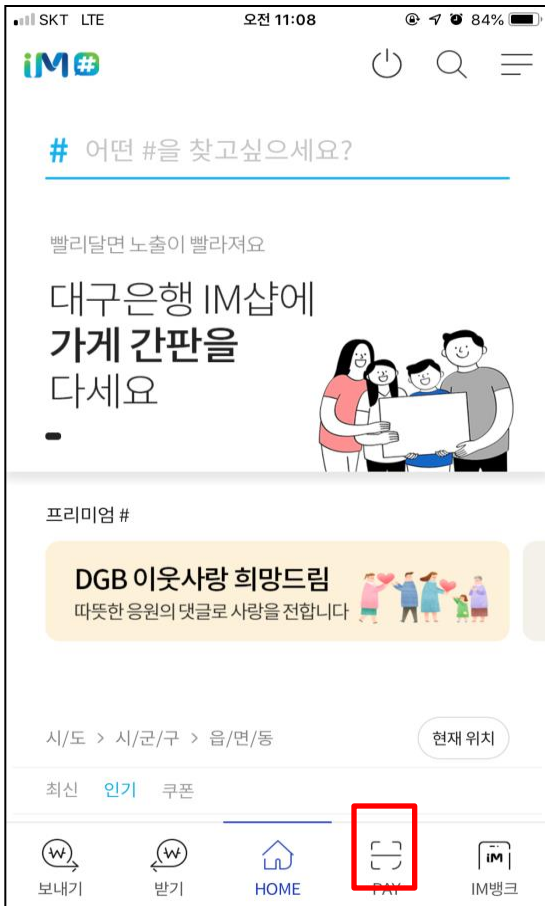 SKT LTE 오전 11:08 84%
iM#
# 어떤 #을 찾고싶으세요?
빨리달면 노출이 빨라져요
대구은행 IM샵에
가게 간판을
다세요
프리미엄 #
DGB 이웃사랑 희망드림
따뜻한 응원의 댓글로 사랑을 전합니다
시/도 > 시/군/구 > 읍/면/동 현재 위치
최신 인기 쿠폰
보내기 받기 HOME PAY iM IM뱅크